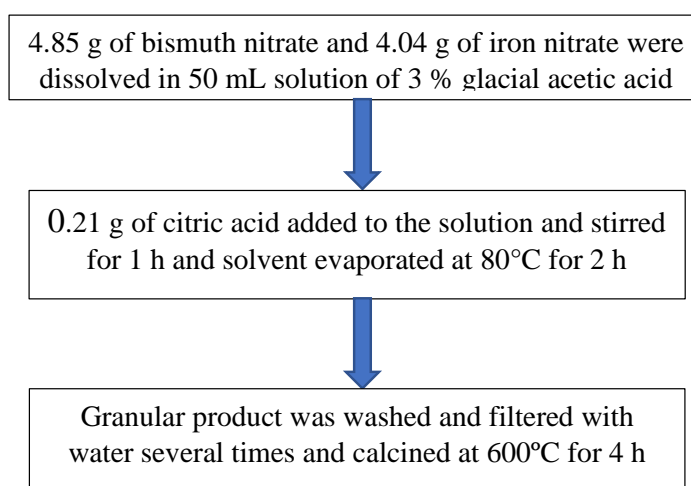 4.85 g of bismuth nitrate and 4.04 g of iron nitrate were
dissolved in 50 mL solution of 3 % glacial acetic acid
0.21 g of citric acid added to the solution and stirred
for 1 h and solvent evaporated at 80°C for 2 h
Granular product was washed and filtered with
water several times and calcined at 600ºC for 4 h